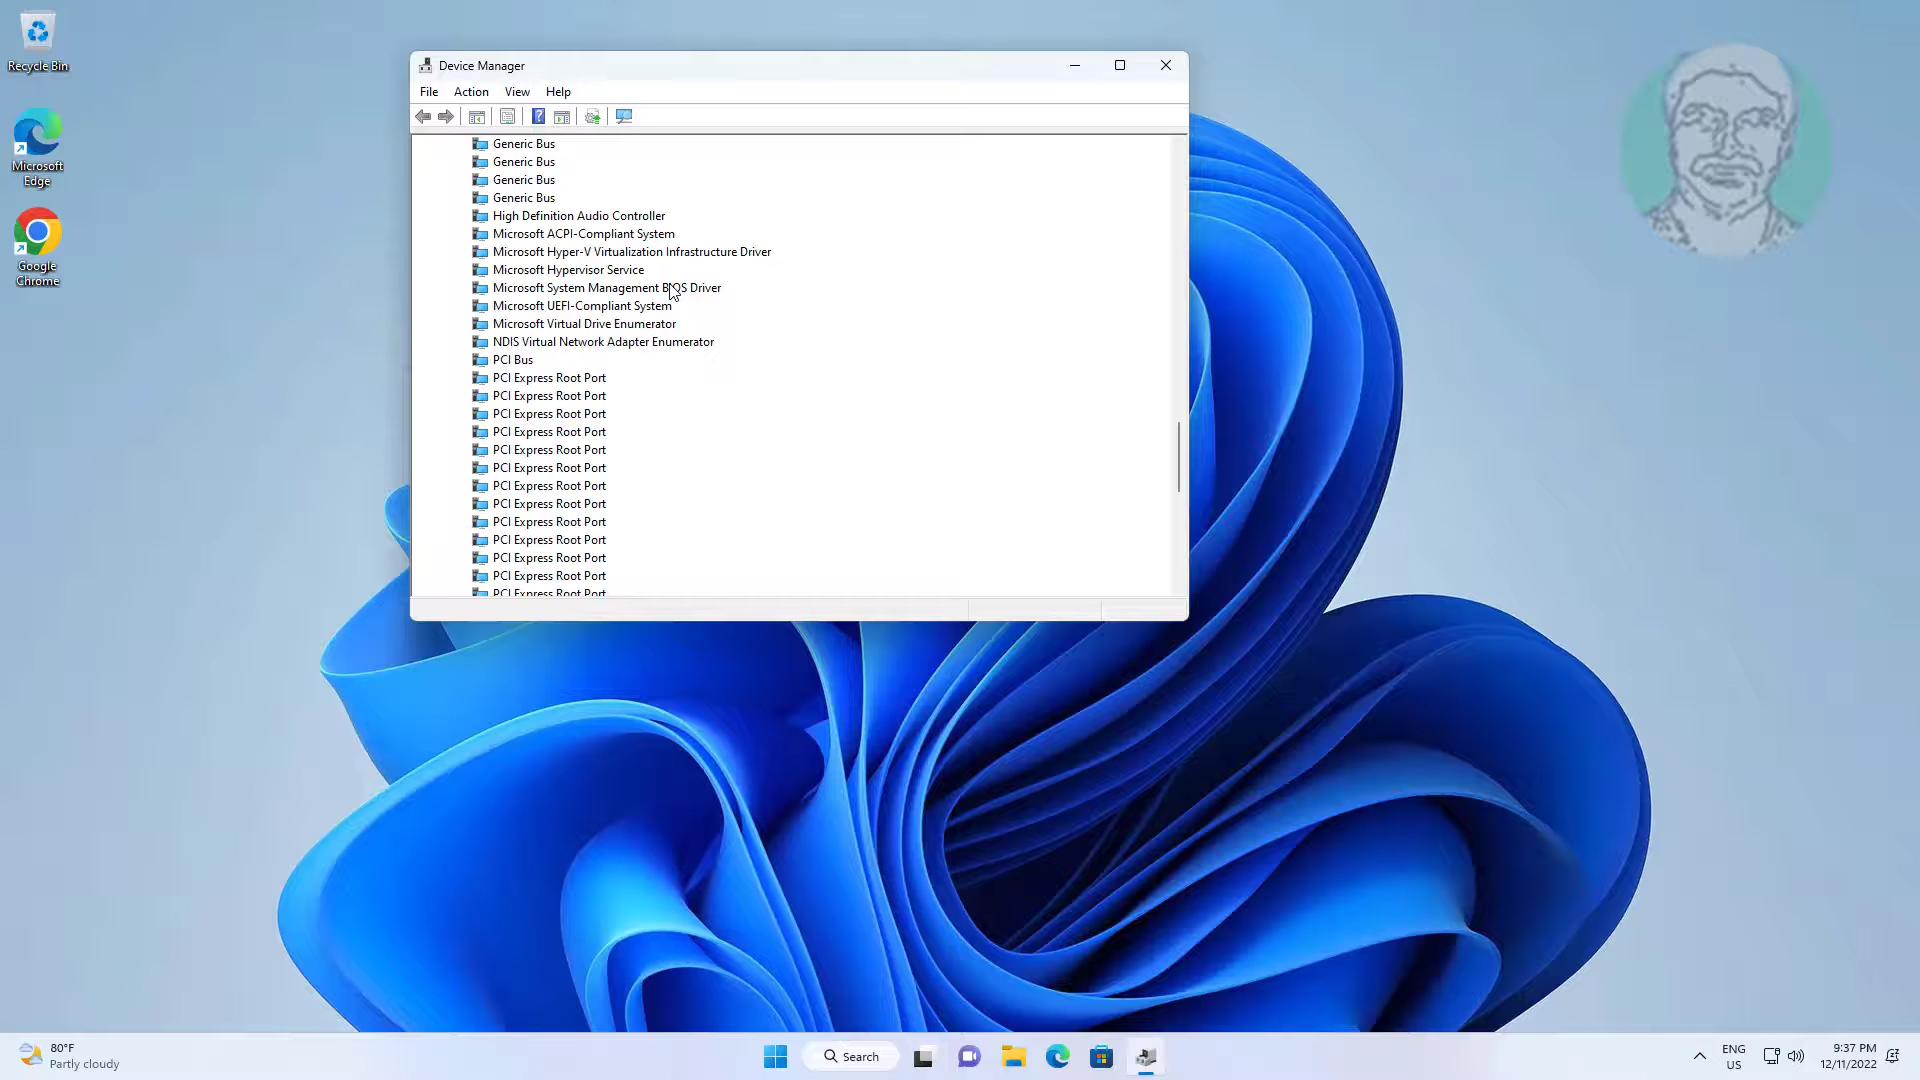 Recycle Bin
Microsoft
Edge
Google
Chrome
Device Manager
File Action View Help
Generic Bus
Generic Bus
Generic Bus
Generic Bus
High Definition Audio Controller
Microsoft ACPI-Compliant System
Microsoft Hyper-V Virtualization Infrastructure Driver
Microsoft Hypervisor Service
Microsoft System Management BIOS Driver
Microsoft UEFI-Compliant System
Microsoft Virtual Drive Enumerator
NDIS Virtual Network Adapter Enumerator
PCI Bus
PCI Express Root Port
PCI Express Root Port
PCI Express Root Port
PCI Express Root Port
PCI Express Root Port
PCI Express Root Port
PCI Express Root Port
PCI Express Root Port
PCI Express Root Port
PCI Express Root Port
PCI Express Root Port
PCI Express Root Port
PCI Express Root Port
80°F
Partly cloudy
Search
ENG
US
9:37 PM
12/11/2022